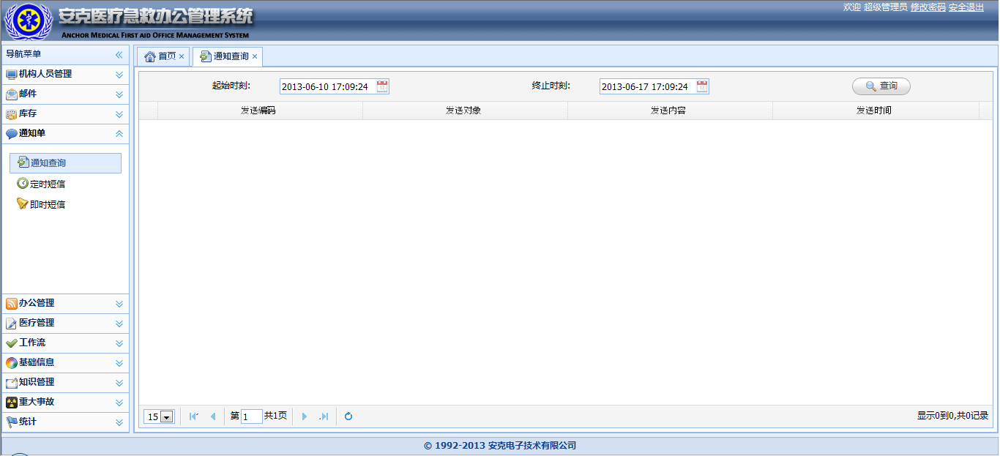 安克医疗急救办公管理系统
ANCHOR MEDICAL FIRST AID OFFICE MANAGEMENT SYSTEM
欢迎 超级管理员 修改密码 安全退出
导航菜单
机构人员管理
邮件
库存
通知单
通知查询
定时短信
即时短信
办公管理
医疗管理
工作流
基础信息
知识管理
重大事故
统计
首页 通知查询
起始时刻: 2013-06-10 17:09:24 终止时刻: 2013-06-17 17:09:24 查询
发送编码 发送对象 发送内容 发送时间
15 第 1 共1页 显示0到0,共0记录
© 1992-2013 安克电子技术有限公司